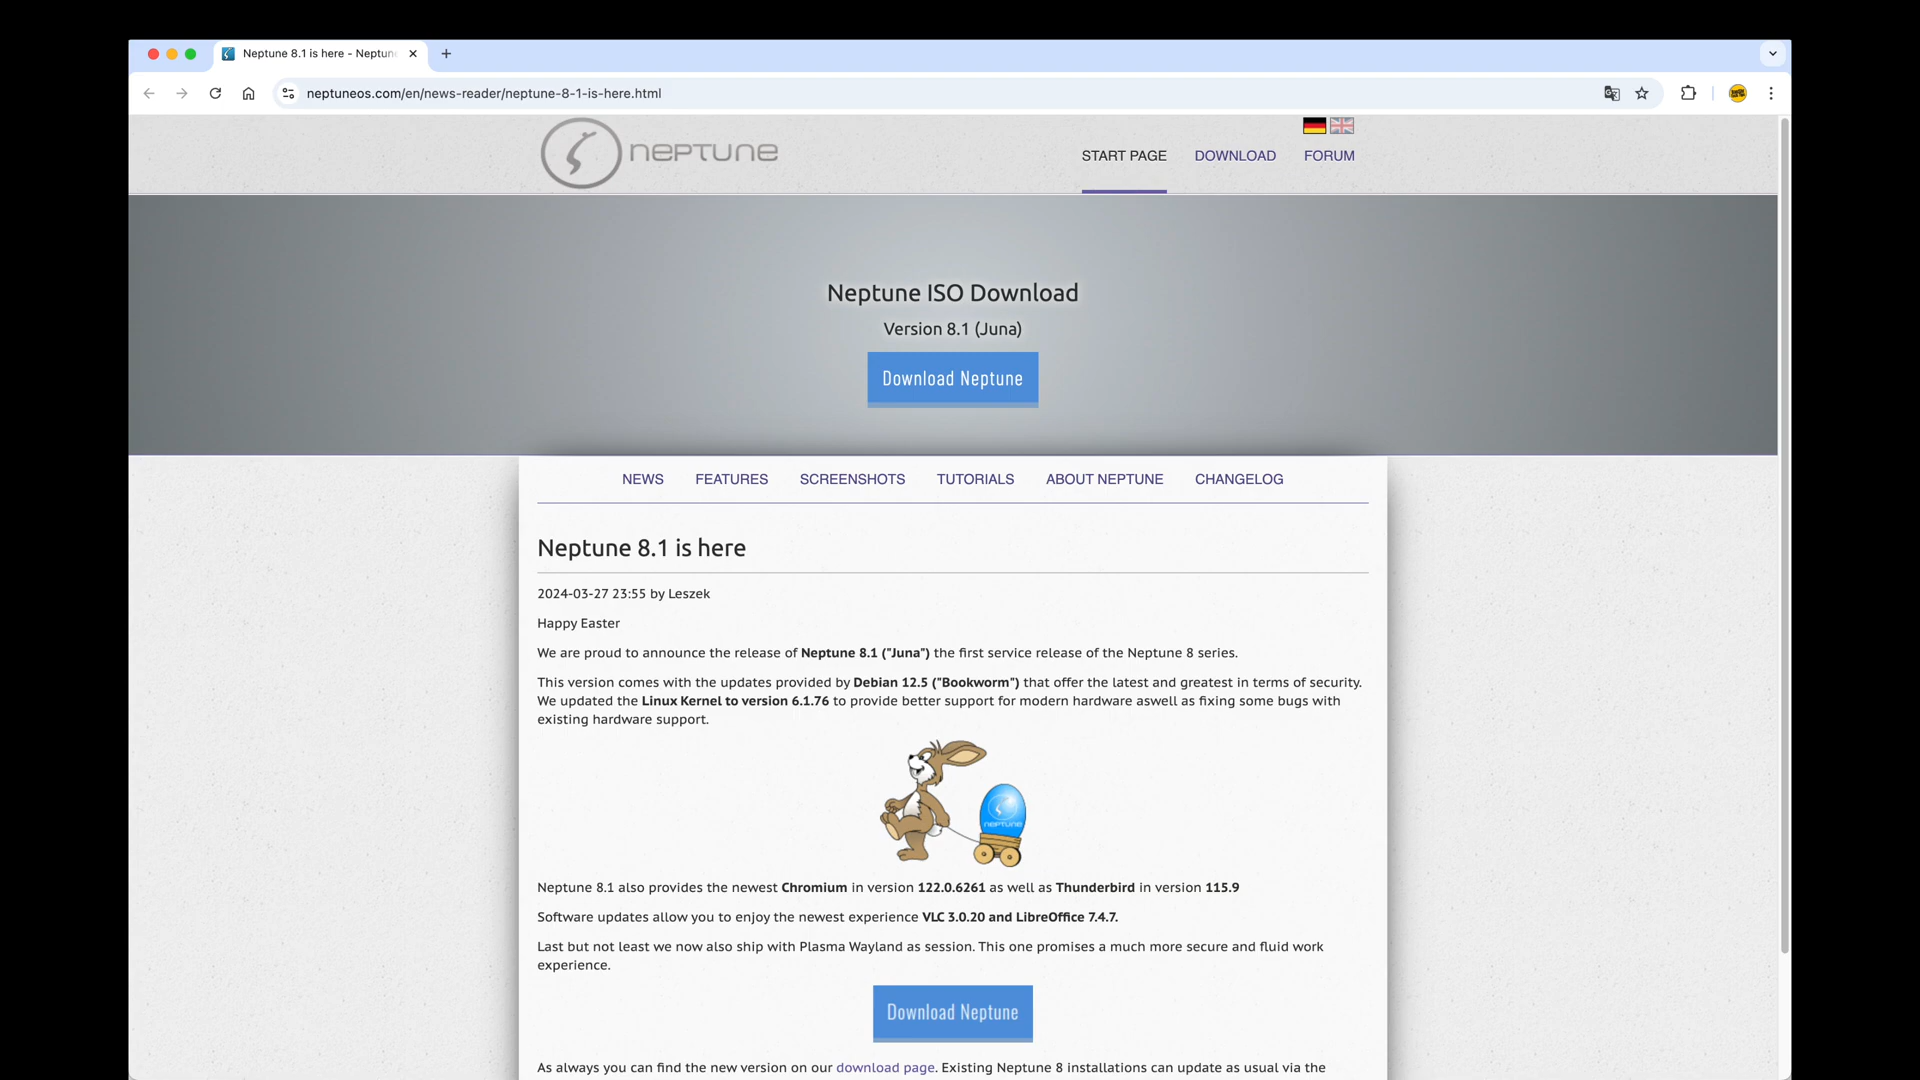 Neptune 8.1 is here - Neptun
neptuneos.com/en/news-reader/neptune-8-1-is-here.html
NEPTUNE
START PAGE DOWNLOAD FORUM
Neptune ISO Download
Version 8.1 (Juna)
Download Neptune
NEWS FEATURES SCREENSHOTS TUTORIALS ABOUT NEPTUNE CHANGELOG
Neptune 8.1 is here
2024-03-27 23:55 by Leszek
Happy Easter
We are proud to announce the release of Neptune 8.1 ("Juna") the first service release of the Neptune 8 series.
This version comes with the updates provided by Debian 12.5 ("Bookworm") that offer the latest and greatest in terms of security.
We updated the Linux Kernel to version 6.1.76 to provide better support for modern hardware aswell as fixing some bugs with
existing hardware support.
NEPTUNE
Neptune 8.1 also provides the newest Chromium in version 122.0.6261 as well as Thunderbird in version 115.9
Software updates allow you to enjoy the newest experience VLC 3.0.20 and LibreOffice 7.4.7.
Last but not least we now also ship with Plasma Wayland as session. This one promises a much more secure and fluid work
experience.
Download Neptune
As always you can find the new version on our download page. Existing Neptune 8 installations can update as usual via the